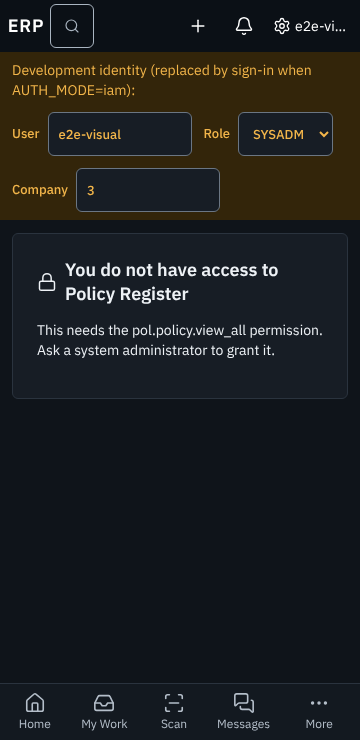 ERP
e2e-vi...
Development identity (replaced by sign-in when
AUTH_MODE=iam):
User e2e-visual Role SYSADM
Company 3
You do not have access to
Policy Register
This needs the pol.policy.view_all permission.
Ask a system administrator to grant it.
Home My Work Scan Messages More